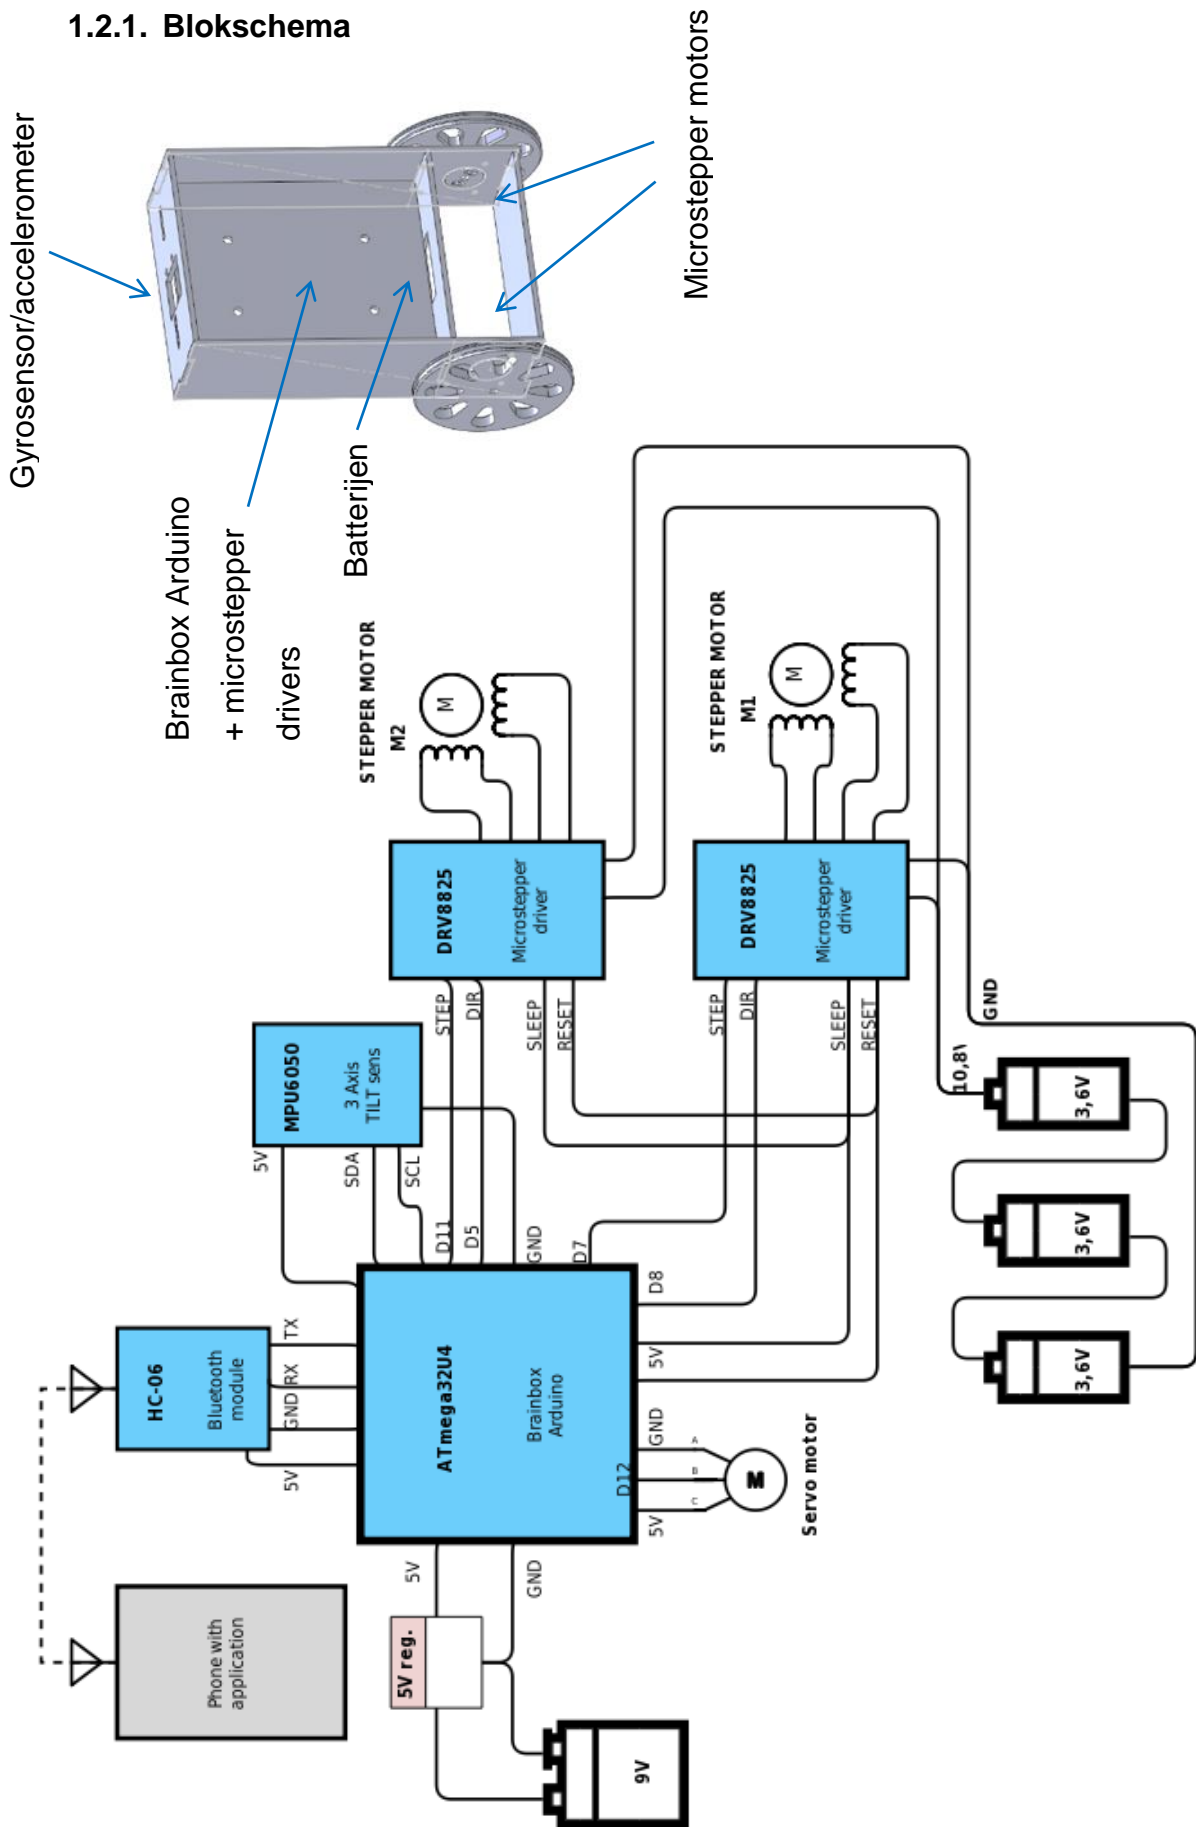 1.2.1. Blokschema
Gyrosensor/accelerometer
Brainbox Arduino
+ microstepper
drivers
Batterijen
Microstepper motors
STEPPER MOTOR
M2
M
STEPPER MOTOR
M1
M
DRV8825
Microstepper
driver
STEP
DIR
SLEEP
RESET
DRV8825
Microstepper
driver
STEP
DIR
SLEEP
RESET
MPU6050
3 Axis
TILT sens
5V
SDA
SCL
D11
D5
GND
D7
D8
5V
GND
D12
5V
HC-06
Bluetooth
module
TX
RX
GND
5V
ATmega32U4
Brainbox
Arduino
A
B
C
M
Servo motor
Phone with
application
5V
GND
5V reg.
9V
10,8V
GND
3,6V
3,6V
3,6V